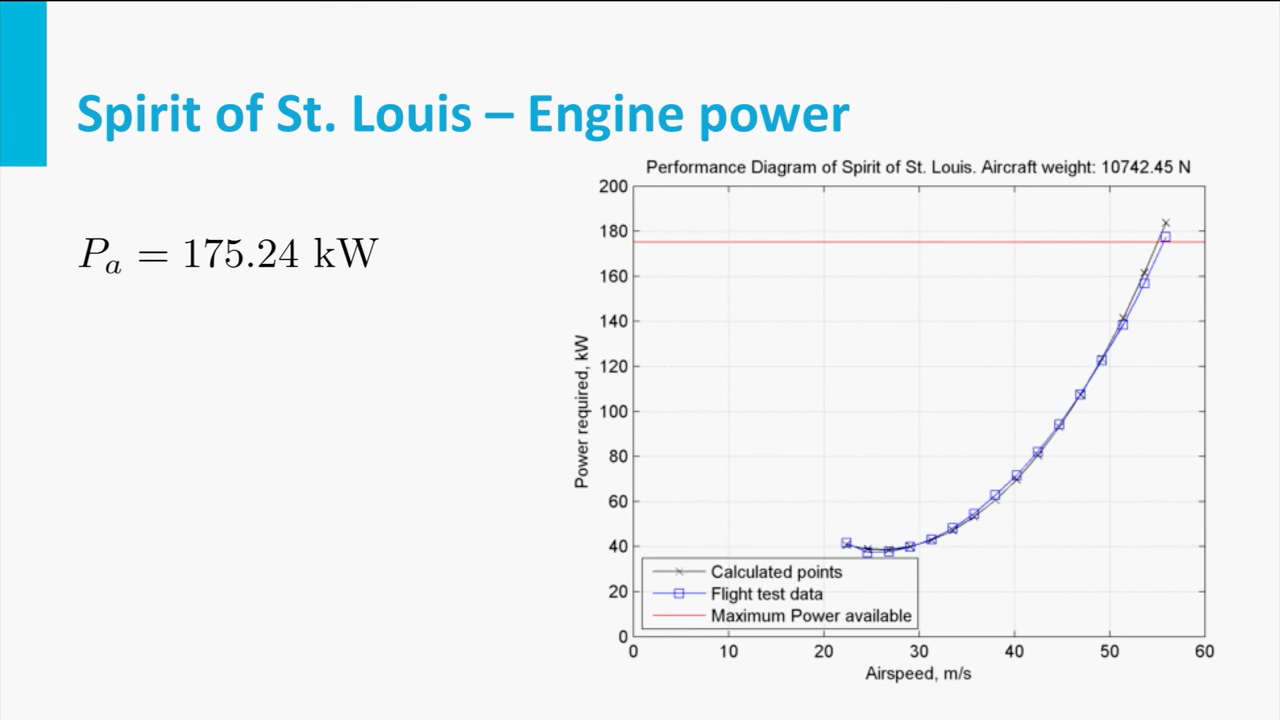 Spirit of St. Louis – Engine power
Performance Diagram of Spirit of St. Louis. Aircraft weight: 10742.45 N
P_a = 175.24 kW
200
180
160
140
120
100
80
60
40
20
0
Power required, kW
Calculated points
Flight test data
Maximum Power available
0 10 20 30 40 50 60
Airspeed, m/s